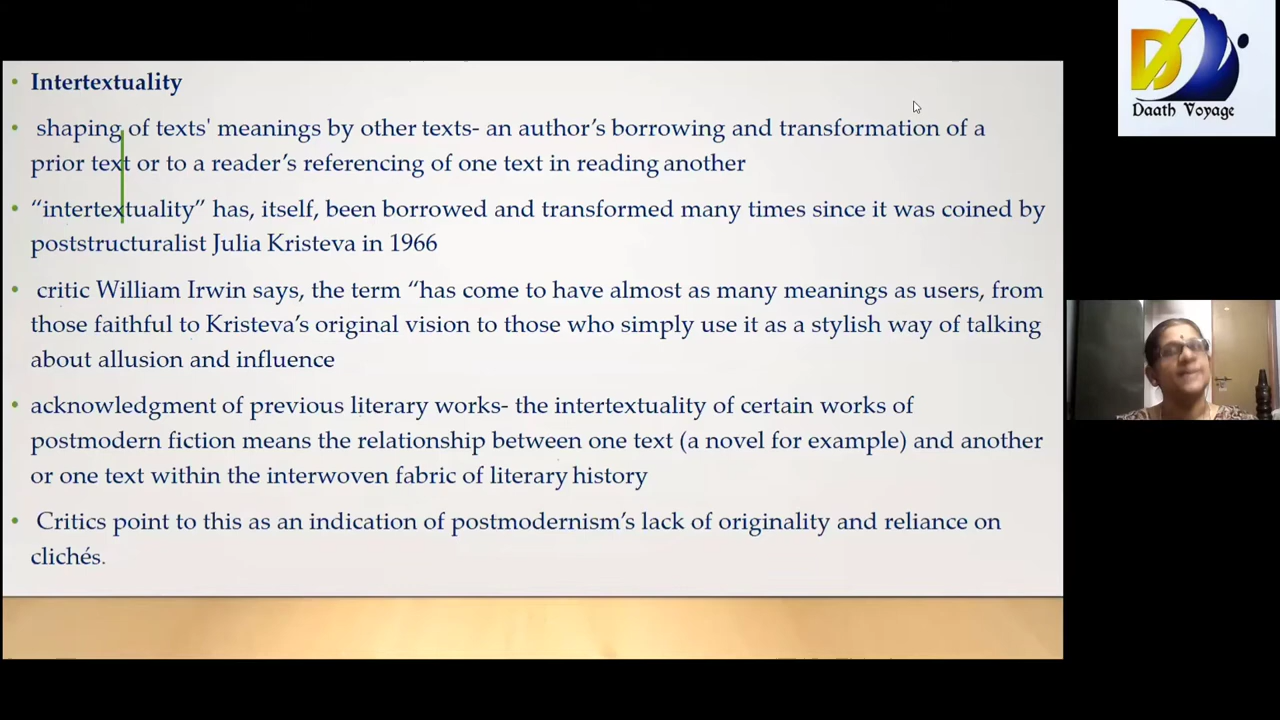 Intertextuality
shaping of texts' meanings by other texts- an author's borrowing and transformation of a
prior text or to a reader's referencing of one text in reading another
“intertextuality” has, itself, been borrowed and transformed many times since it was coined by
poststructuralist Julia Kristeva in 1966
critic William Irwin says, the term “has come to have almost as many meanings as users, from
those faithful to Kristeva's original vision to those who simply use it as a stylish way of talking
about allusion and influence
acknowledgment of previous literary works- the intertextuality of certain works of
postmodern fiction means the relationship between one text (a novel for example) and another
or one text within the interwoven fabric of literary history
Critics point to this as an indication of postmodernism's lack of originality and reliance on
clichés.
Daath Voyage